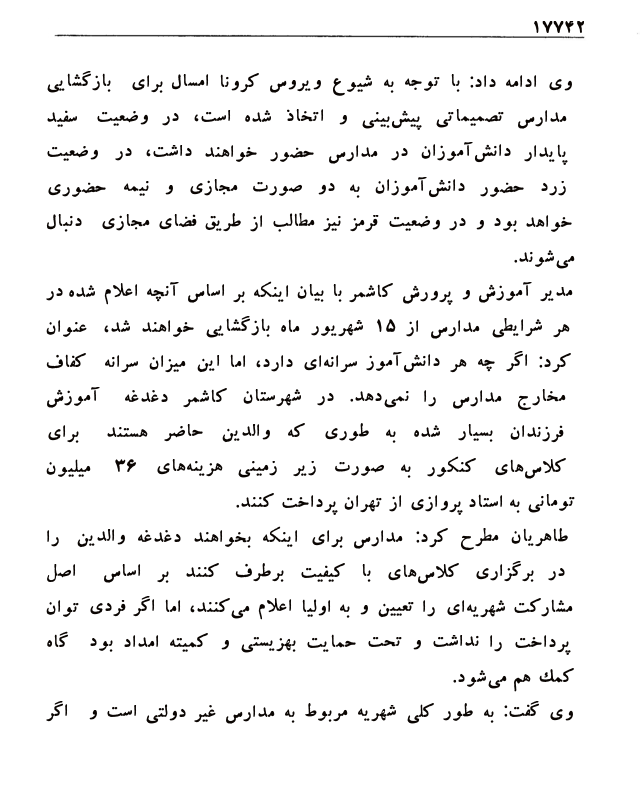 ۱۷۷۴۲
وی ادامه داد: با توجه به شیوع ویروس کرونا امسال برای بازگشایی
مدارس تصمیماتی پیش‌بینی و اتخاذ شده است، در وضعیت سفید
پایدار دانش‌آموزان در مدارس حضور خواهند داشت، در وضعیت
زرد حضور دانش‌آموزان به دو صورت مجازی و نیمه حضوری
خواهد بود و در وضعیت قرمز نیز مطالب از طریق فضای مجازی دنبال
می‌شوند.
مدیر آموزش و پرورش کاشمر با بیان اینکه بر اساس آنچه اعلام شده در
هر شرایطی مدارس از ۱۵ شهریور ماه بازگشایی خواهند شد، عنوان
کرد: اگر چه هر دانش‌آموز سرانه‌ای دارد، اما این میزان سرانه کفاف
مخارج مدارس را نمی‌دهد. در شهرستان کاشمر دغدغه آموزش
فرزندان بسیار شده به طوری که والدین حاضر هستند برای
کلاس‌های کنکور به صورت زیر زمینی هزینه‌های ۳۶ میلیون
تومانی به استاد پروازی از تهران پرداخت کنند.
طاهریان مطرح کرد: مدارس برای اینکه بخواهند دغدغه والدین را
در برگزاری کلاس‌های با کیفیت برطرف کنند بر اساس اصل
مشارکت شهریه‌ای را تعیین و به اولیا اعلام می‌کنند، اما اگر فردی توان
پرداخت را نداشت و تحت حمایت بهزیستی و کمیته امداد بود گاه
کمك هم می‌شود.
وی گفت: به طور کلی شهریه مربوط به مدارس غیر دولتی است و اگر